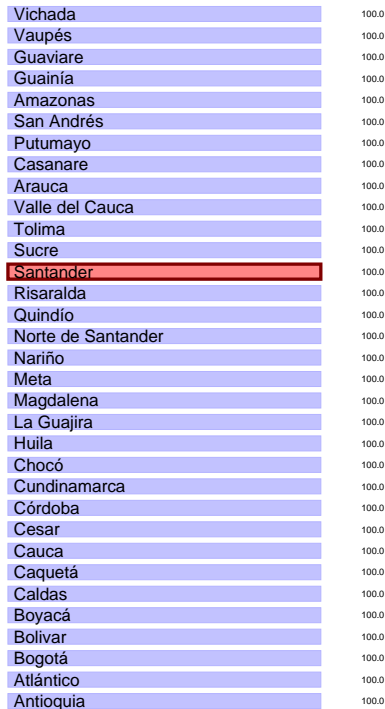 Vichada 100.0
Vaupés 100.0
Guaviare 100.0
Guainía 100.0
Amazonas 100.0
San Andrés 100.0
Putumayo 100.0
Casanare 100.0
Arauca 100.0
Valle del Cauca 100.0
Tolima 100.0
Sucre 100.0
Santander 100.0
Risaralda 100.0
Quindío 100.0
Norte de Santander 100.0
Nariño 100.0
Meta 100.0
Magdalena 100.0
La Guajira 100.0
Huila 100.0
Chocó 100.0
Cundinamarca 100.0
Córdoba 100.0
Cesar 100.0
Cauca 100.0
Caquetá 100.0
Caldas 100.0
Boyacá 100.0
Bolivar 100.0
Bogotá 100.0
Atlántico 100.0
Antioquia 100.0